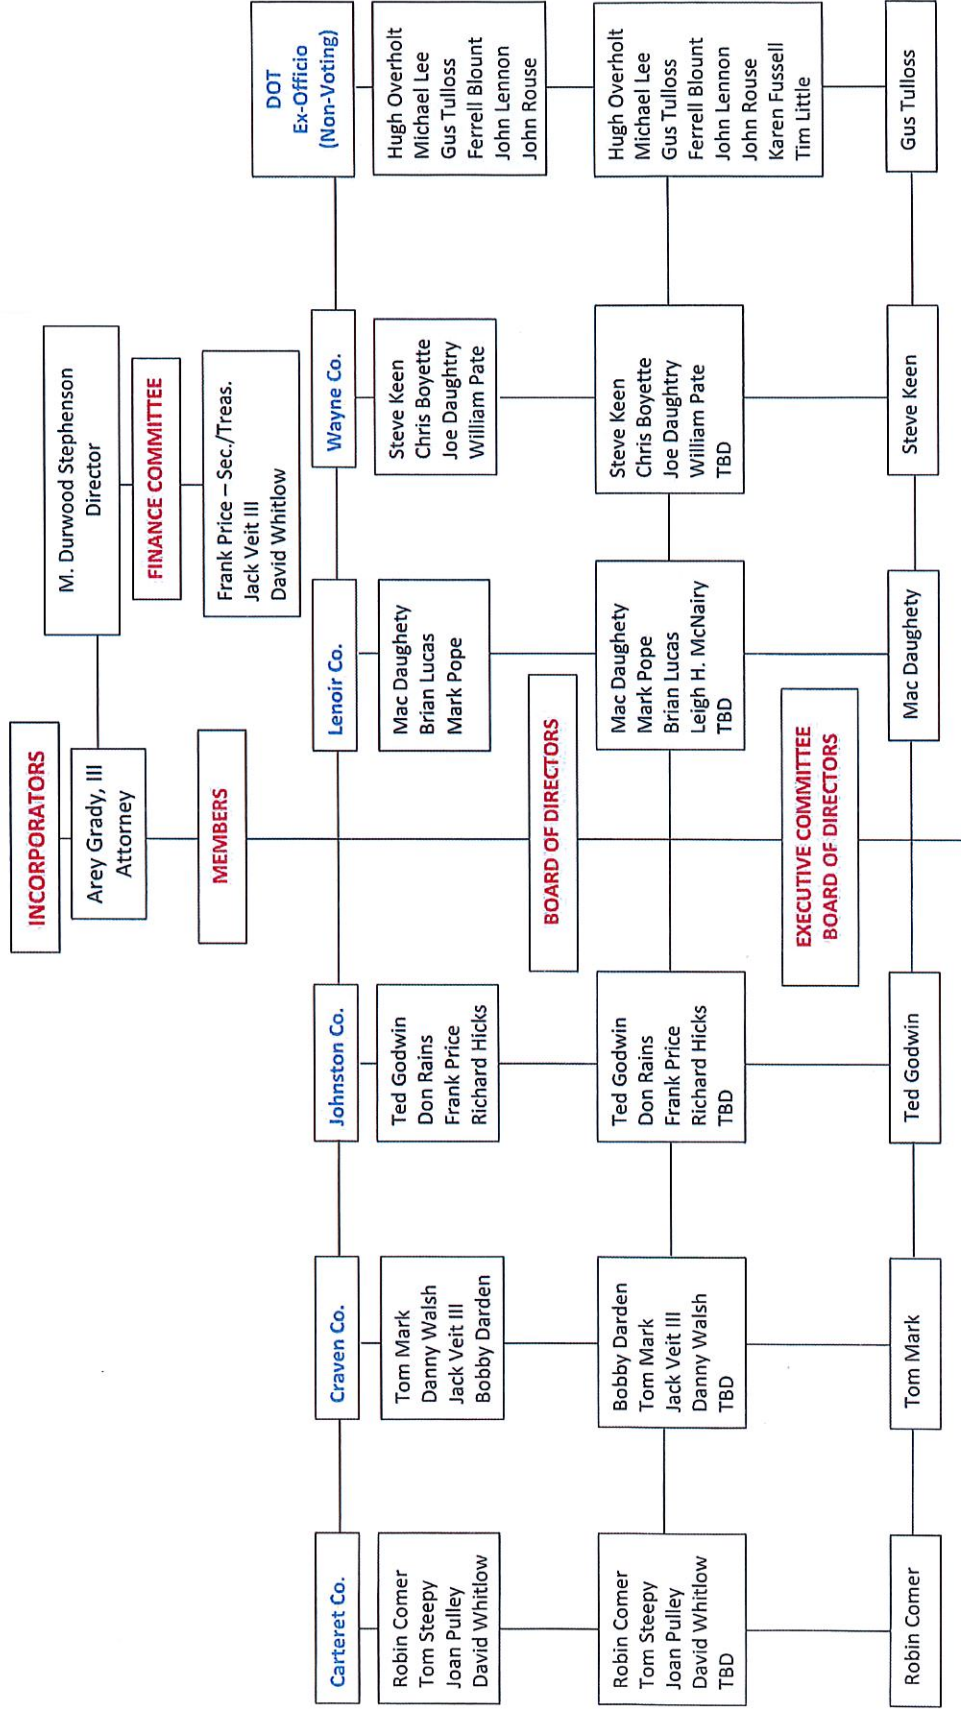 INCORPORATORS
Arey Grady, III
Attorney
M. Durwood Stephenson
Director
FINANCE COMMITTEE
Frank Price – Sec./Treas.
Jack Veit III
David Whitlow
MEMBERS
Carteret Co.
Craven Co.
Johnston Co.
Lenoir Co.
Wayne Co.
DOT
Ex-Officio
(Non-Voting)
Robin Comer
Tom Steepy
Joan Pulley
David Whitlow
Tom Mark
Danny Walsh
Jack Veit III
Bobby Darden
Ted Godwin
Don Rains
Frank Price
Richard Hicks
Mac Daughety
Brian Lucas
Mark Pope
Steve Keen
Chris Boyette
Joe Daughtry
William Pate
Hugh Overholt
Michael Lee
Gus Tulloss
Ferrell Blount
John Lennon
John Rouse
BOARD OF DIRECTORS
Robin Comer
Tom Steepy
Joan Pulley
David Whitlow
TBD
Bobby Darden
Tom Mark
Jack Veit III
Danny Walsh
TBD
Ted Godwin
Don Rains
Frank Price
Richard Hicks
TBD
Mac Daughety
Mark Pope
Brian Lucas
Leigh H. McNairy
TBD
Steve Keen
Chris Boyette
Joe Daughtry
William Pate
TBD
Hugh Overholt
Michael Lee
Gus Tulloss
Ferrell Blount
John Lennon
John Rouse
Karen Fussell
Tim Little
EXECUTIVE COMMITTEE
BOARD OF DIRECTORS
Robin Comer
Tom Mark
Ted Godwin
Mac Daughety
Steve Keen
Gus Tulloss